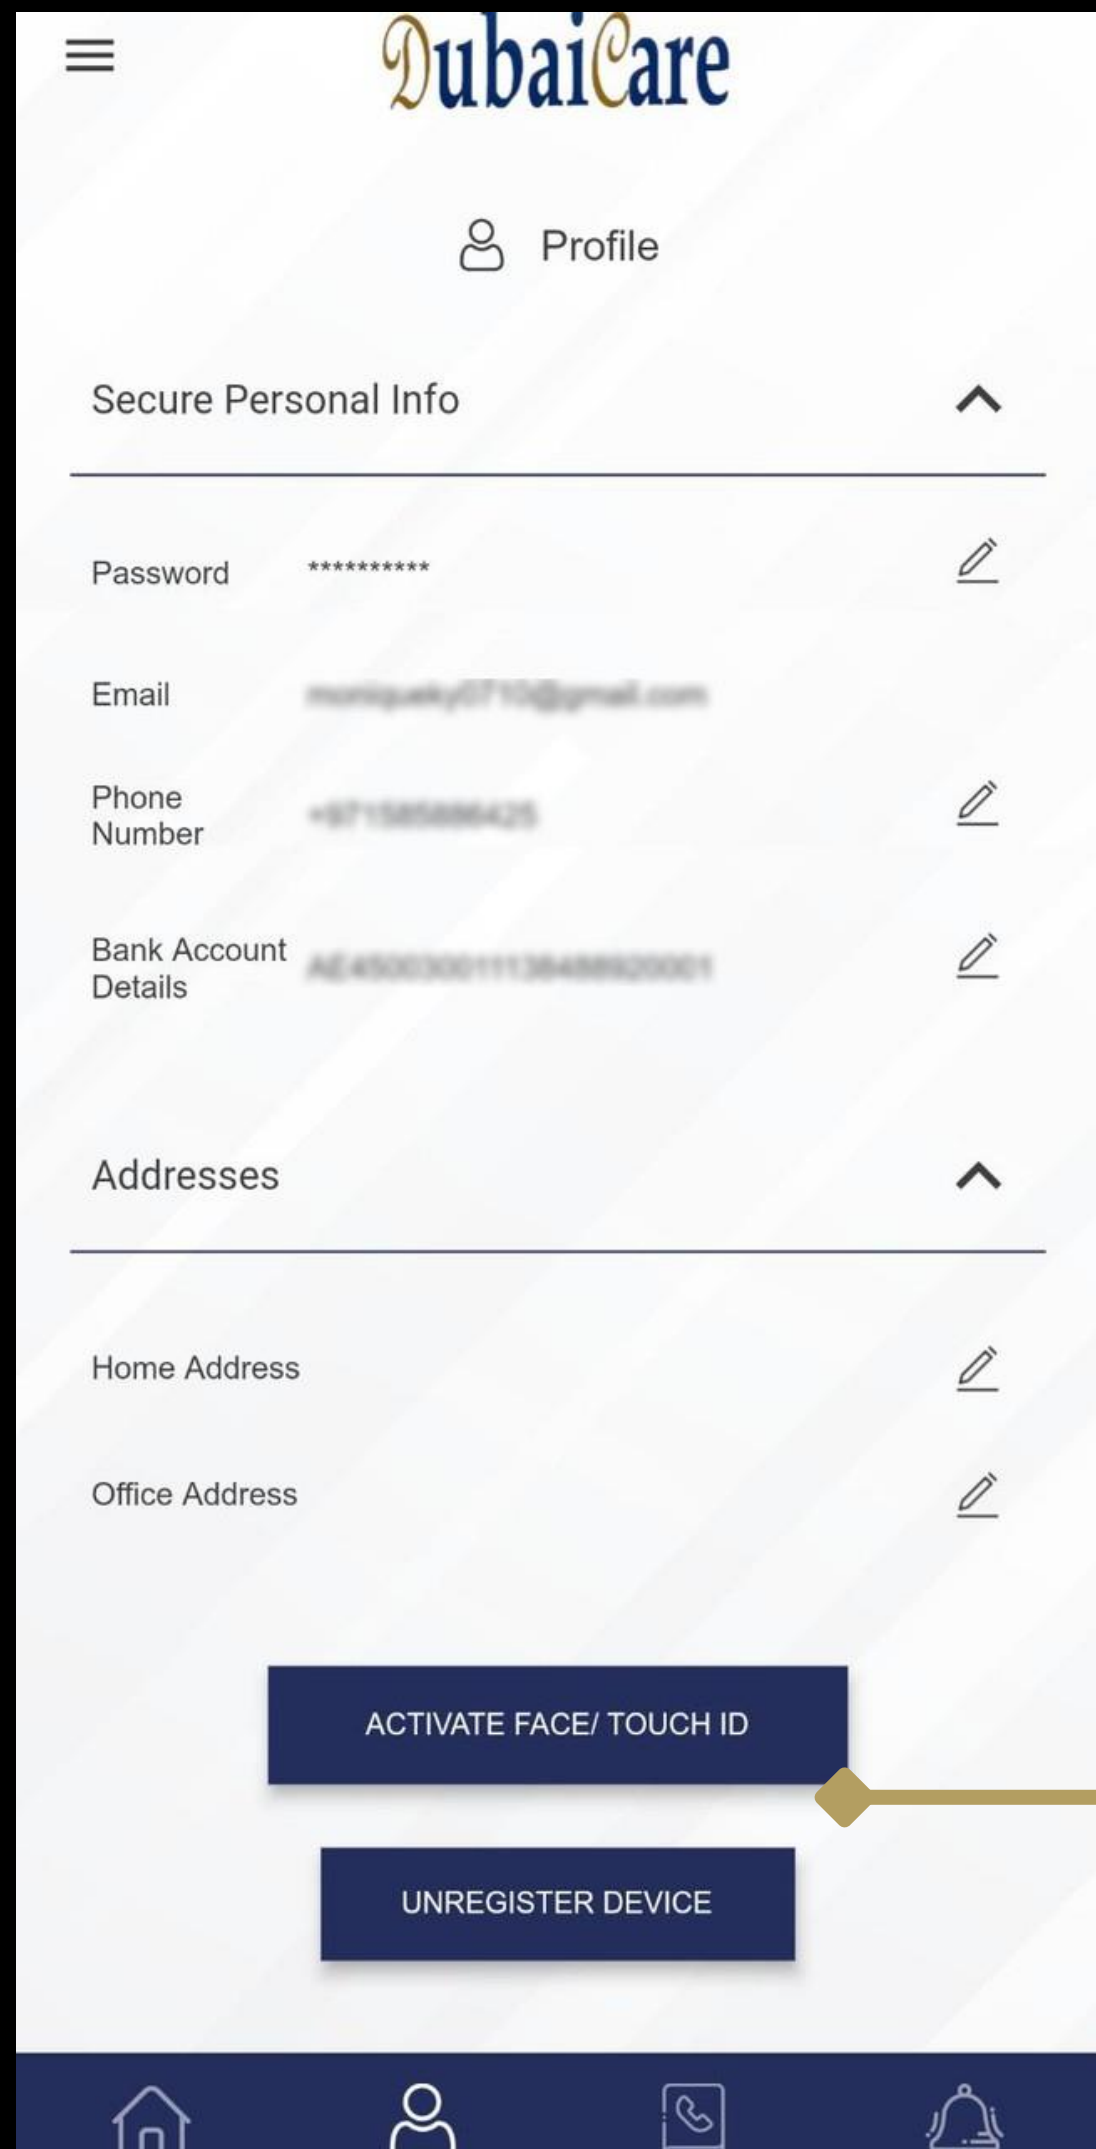 DubaiCare
Profile
Secure Personal Info
Password **********
Email
Phone
Number
Bank Account
Details
Addresses
Home Address
Office Address
ACTIVATE FACE/ TOUCH ID
UNREGISTER DEVICE